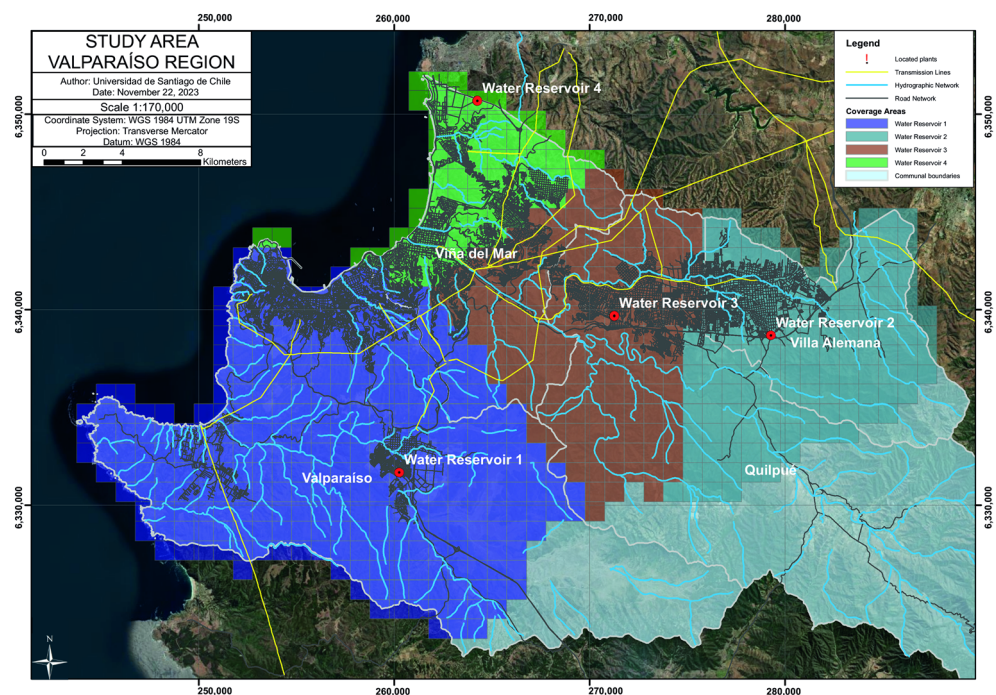 250,000
260,000
270,000
280,000
STUDY AREA
VALPARAÍSO REGION
Author: Universidad de Santiago de Chile
Date: November 22, 2023
Scale 1:170,000
Coordinate System: WGS 1984 UTM Zone 19S
Projection: Transverse Mercator
Datum: WGS 1984
0 2 4 8
Kilometers
Legend
Located plants
Transmission Lines
Hydrographic Network
Road Network
Coverage Areas
Water Reservoir 1
Water Reservoir 2
Water Reservoir 3
Water Reservoir 4
Communal boundaries
6,350,000
6,350,000
Water Reservoir 4
Viña del Mar
6,340,000
6,340,000
Water Reservoir 3
Water Reservoir 2
Villa Alemana
Water Reservoir 1
Valparaíso
Quilpué
6,330,000
6,330,000
N
250,000
260,000
270,000
280,000